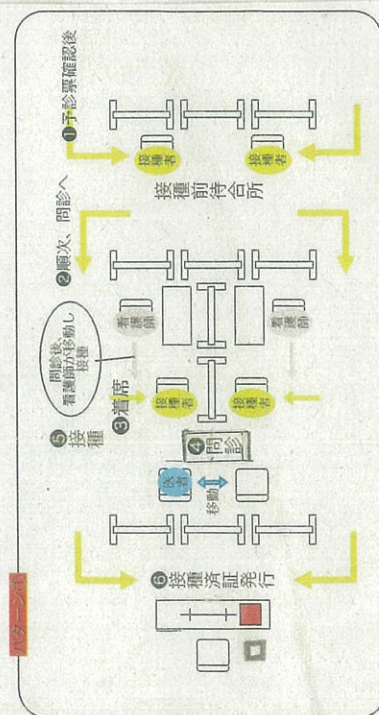 パターン
❶予診票確認後
接種者
接種者
接種前待合所
❷順次、問診へ
看護師
看護師
問診後、
看護師が移動し
接種
❸着席
接種者
接種者
❹問診
❺接種
医者
移動
❻接種済証発行